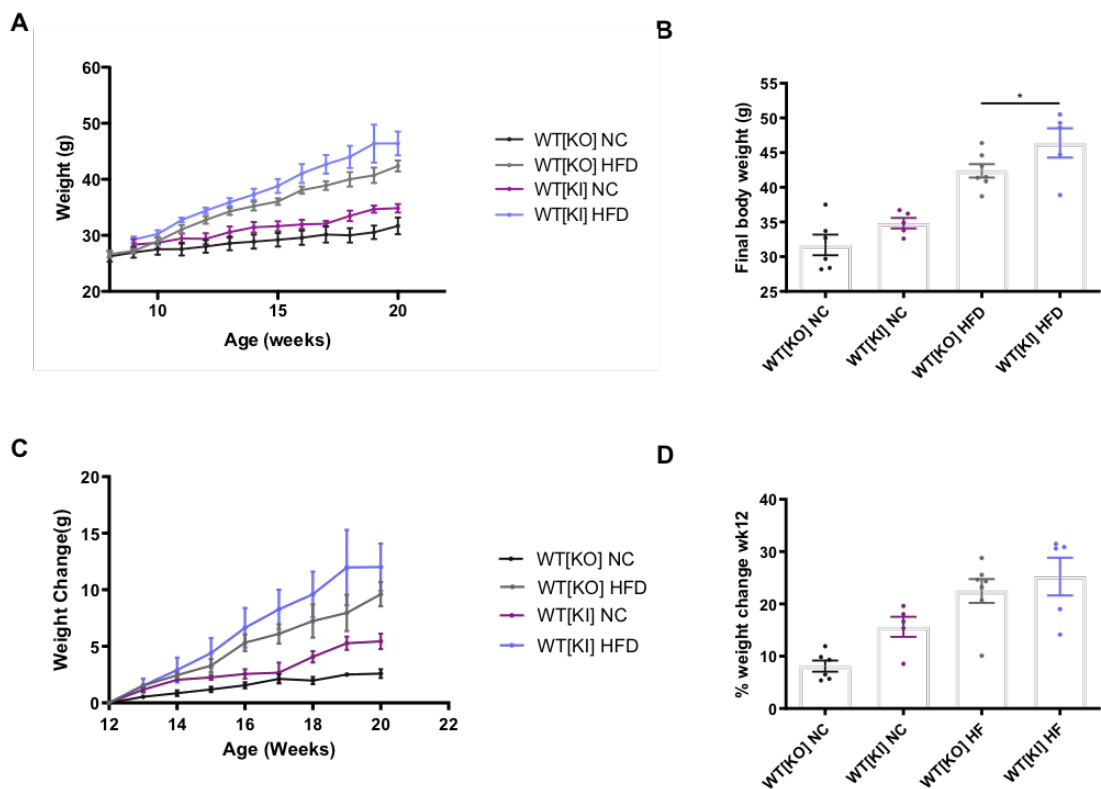 A
Weight (g)
60
50
40
30
20
10
15
20
Age (weeks)
WT[KO] NC
WT[KO] HFD
WT[KI] NC
WT[KI] HFD
B
Final body weight (g)
55
50
45
40
35
30
25
*
WT[KO] NC
WT[KI] NC
WT[KO] HFD
WT[KI] HFD
C
Weight Change(g)
20
15
10
5
0
12
14
16
18
20
22
Age (Weeks)
WT[KO] NC
WT[KO] HFD
WT[KI] NC
WT[KI] HFD
D
% weight change wk12
40
30
20
10
0
WT[KO] NC
WT[KI] NC
WT[KO] HF
WT[KI] HF